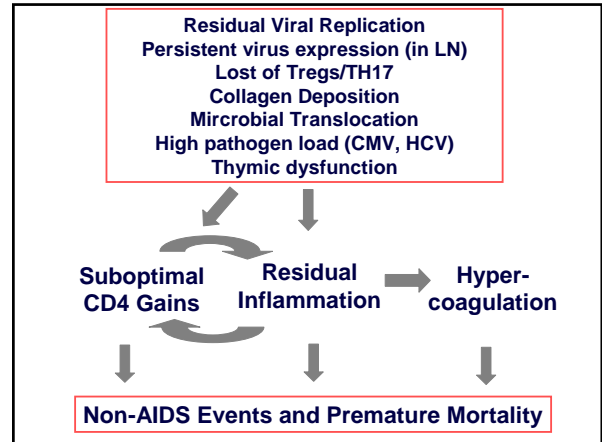 Residual Viral Replication
Persistent virus expression (in LN)
Lost of Tregs/TH17
Collagen Deposition
Mircrobial Translocation
High pathogen load (CMV, HCV)
Thymic dysfunction
Suboptimal
CD4 Gains
Residual
Inflammation
Hyper-
coagulation
Non-AIDS Events and Premature Mortality